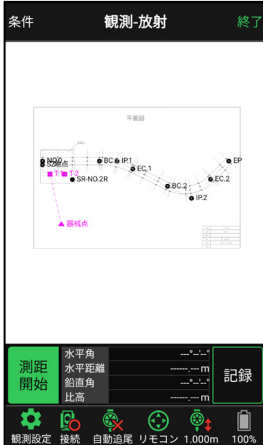 条件 観測-放射 終了
平面図
NO.0 BC.1 IP.1 EP
EC.1
T-1 T-2
SR-NO.2R BC.2 EC.2
IP.2
器械点
測距開始
水平角 ---°--'--"
水平距離 ------.--- m
鉛直角 ---°--'--"
比高 ------.--- m
記録
観測設定 接続 自動追尾 リモコン 1.000m 100%